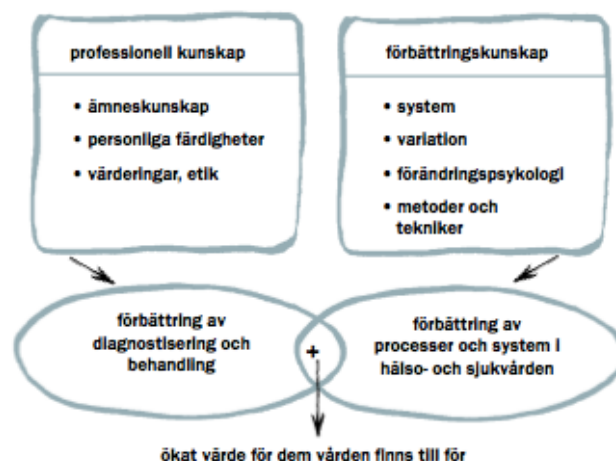 professionell kunskap
• ämneskunskap
• personliga färdigheter
• värderingar, etik
förbättringskunskap
• system
• variation
• förändringspsykologi
• metoder och
tekniker
förbättring av
diagnostisering och
behandling
+
förbättring av
processer och system i
hälso- och sjukvården
ökat värde för dem vården finns till för